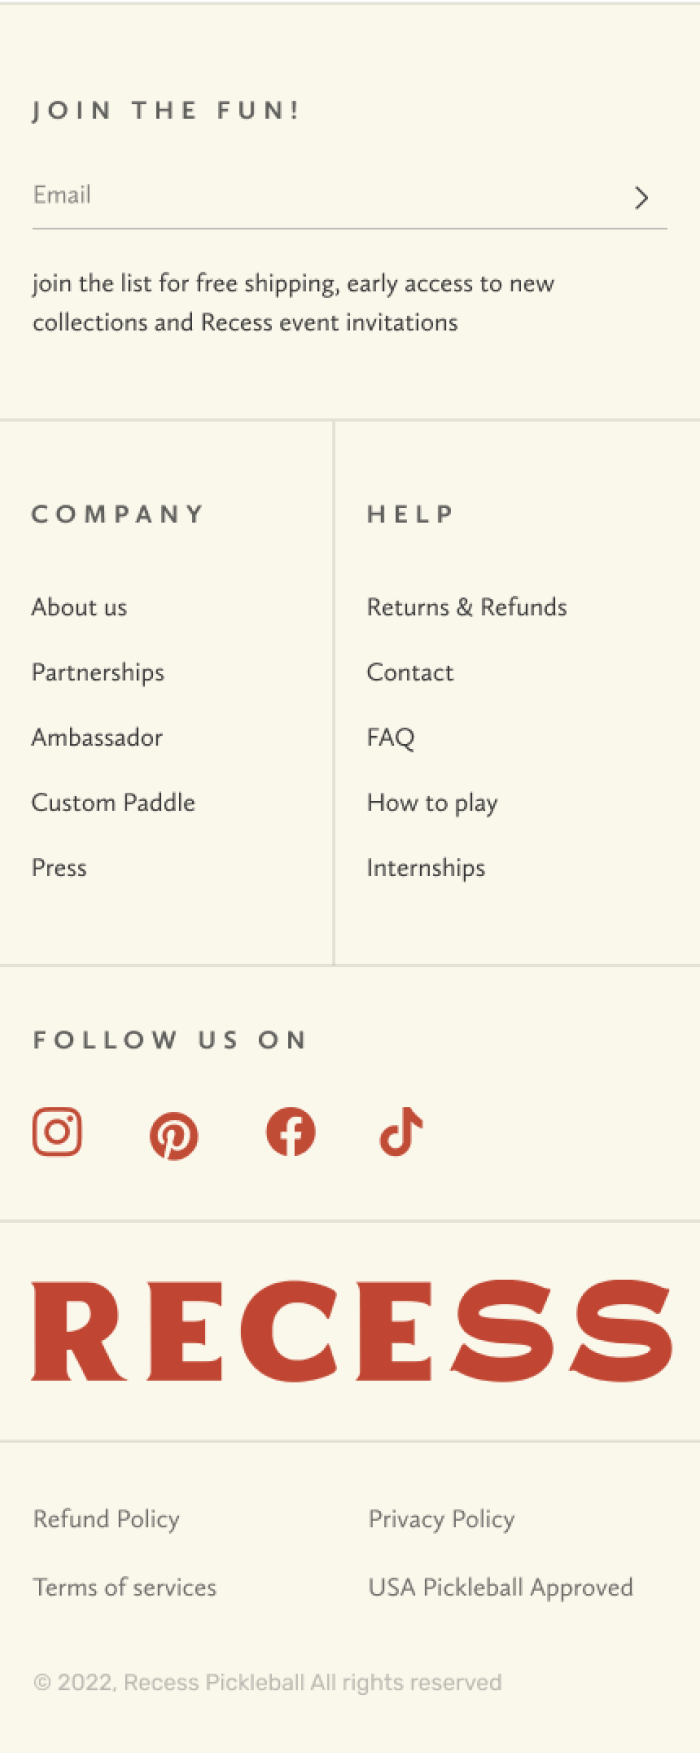 JOIN THE FUN!
Email
join the list for free shipping, early access to new
collections and Recess event invitations
COMPANY
About us
Partnerships
Ambassador
Custom Paddle
Press
HELP
Returns & Refunds
Contact
FAQ
How to play
Internships
FOLLOW US ON
RECESS
Refund Policy
Privacy Policy
Terms of services
USA Pickleball Approved
© 2022, Recess Pickleball All rights reserved